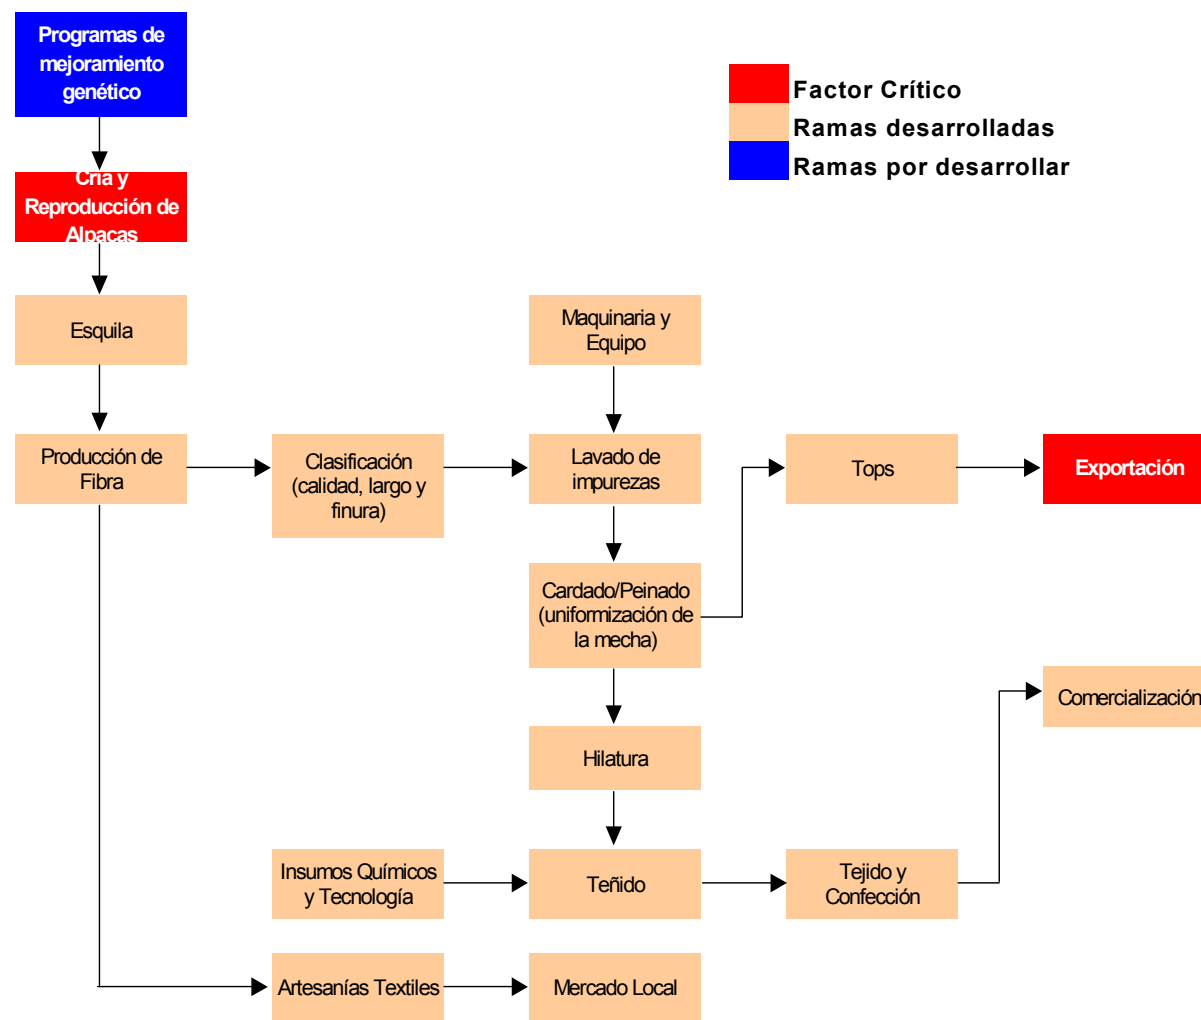 Programas de
mejoramiento
genético
Factor Crítico
Ramas desarrolladas
Ramas por desarrollar
Cría y
Reproducción de
Alpacas
Esquila
Maquinaria y
Equipo
Producción de
Fibra
Clasificación
(calidad, largo y
finura)
Lavado de
impurezas
Tops
Exportación
Cardado/Peinado
(uniformización de
la mecha)
Comercialización
Hilatura
Insumos Químicos
y Tecnología
Teñido
Tejido y
Confección
Artesanías Textiles
Mercado Local